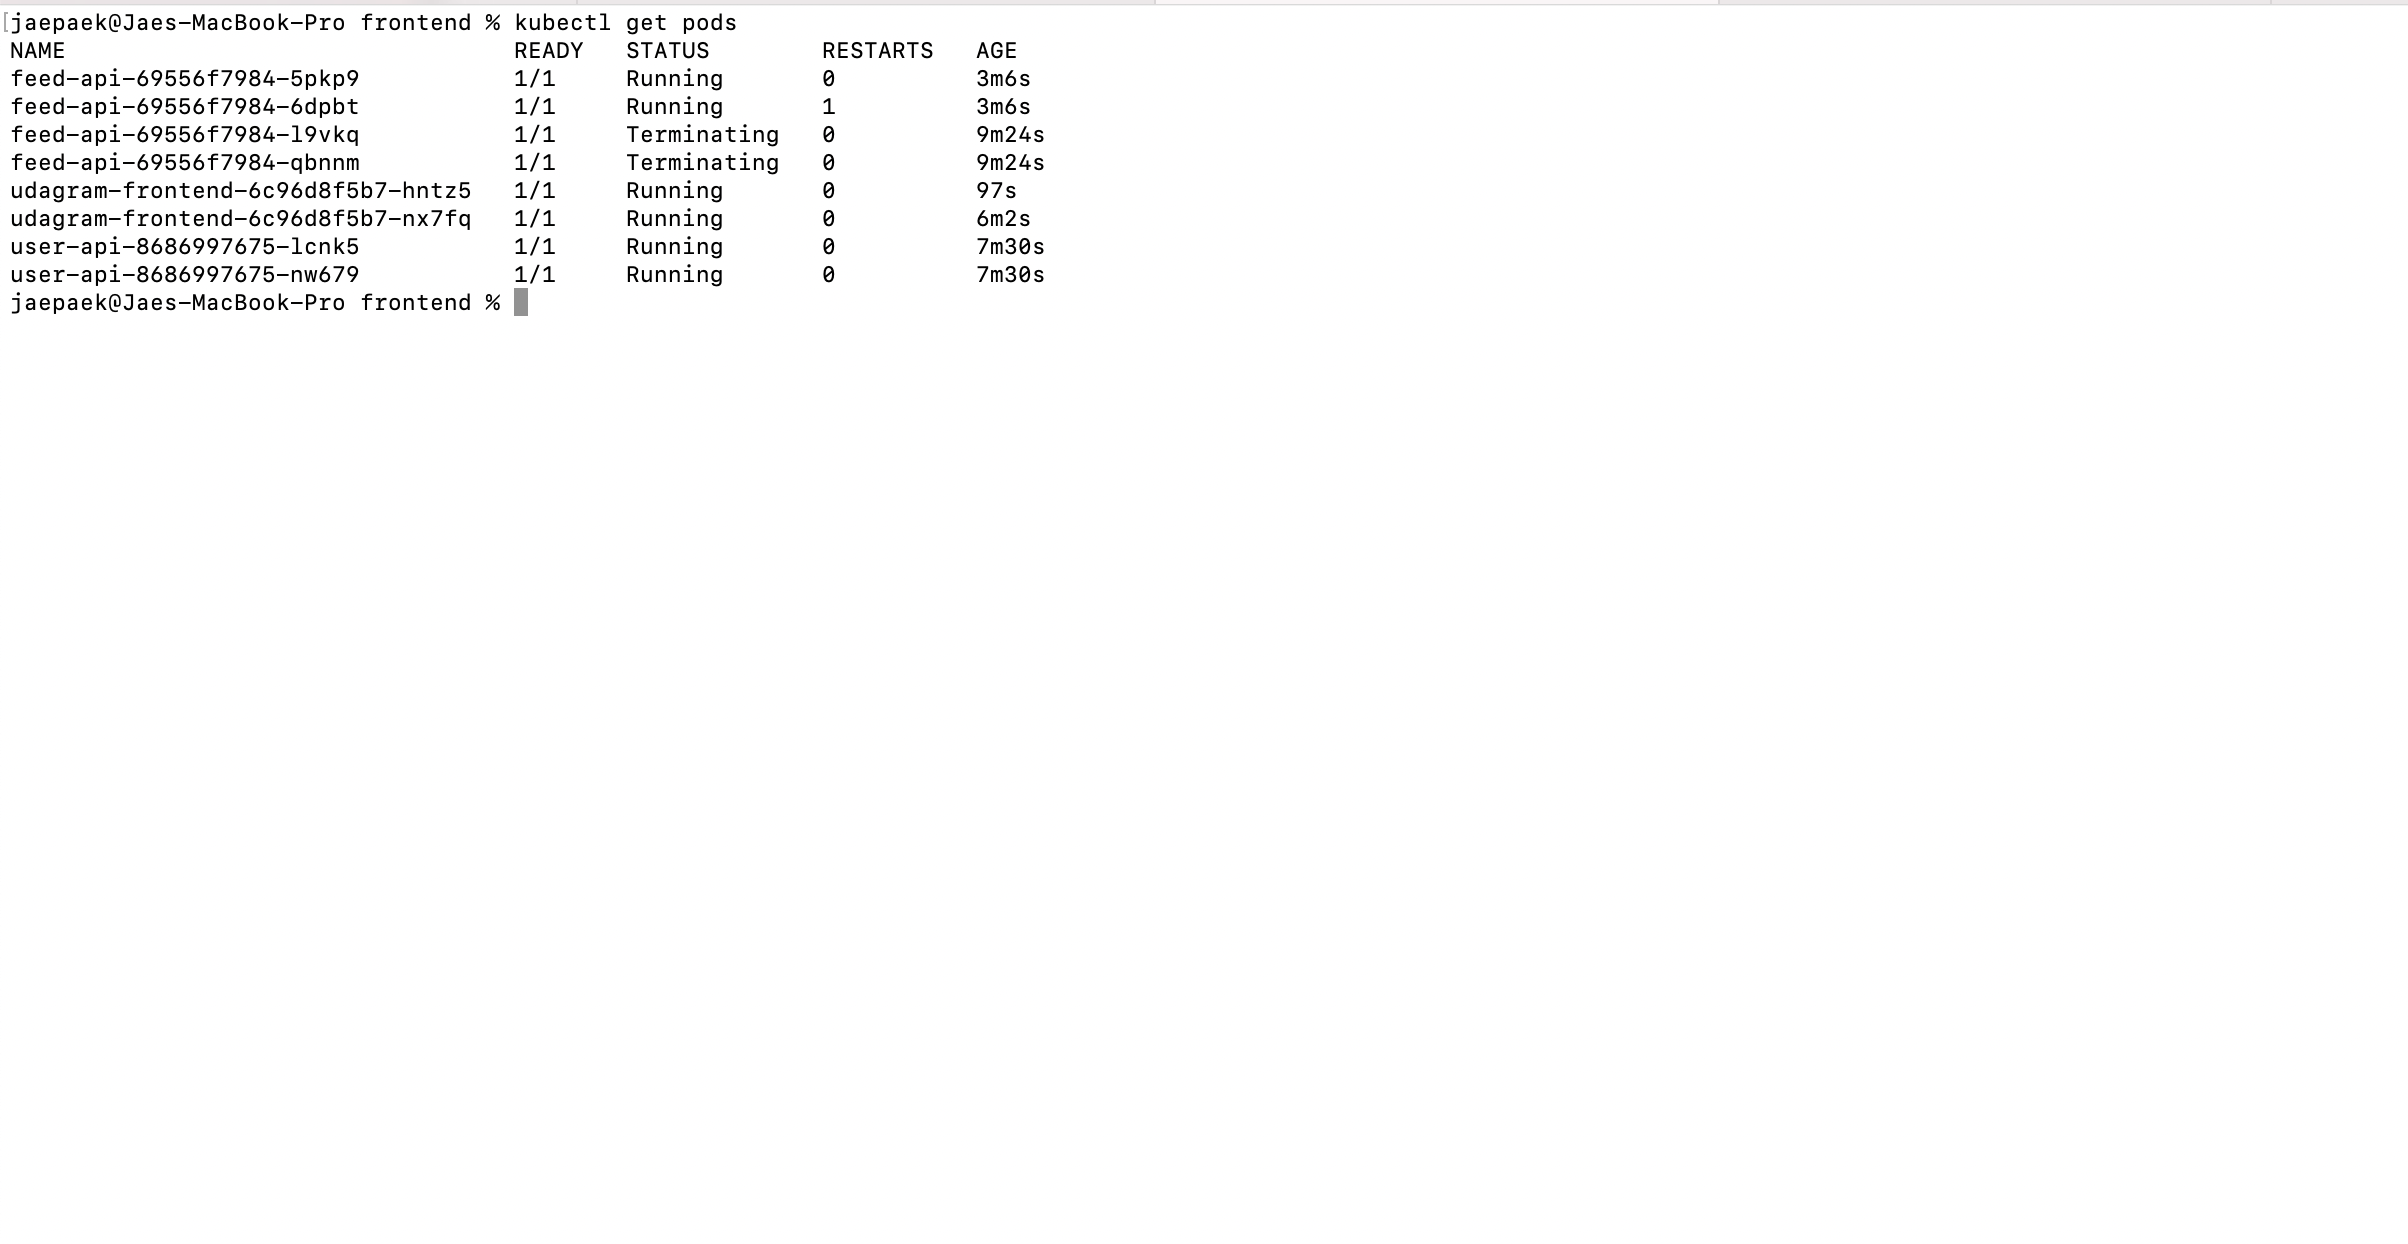 jaepaek@Jaes-MacBook-Pro frontend % kubectl get pods
NAME                                READY   STATUS        RESTARTS   AGE
feed-api-69556f7984-5pkp9           1/1     Running       0          3m6s
feed-api-69556f7984-6dpbt           1/1     Running       1          3m6s
feed-api-69556f7984-l9vkq           1/1     Terminating   0          9m24s
feed-api-69556f7984-qbnnm           1/1     Terminating   0          9m24s
udagram-frontend-6c96d8f5b7-hntz5   1/1     Running       0          97s
udagram-frontend-6c96d8f5b7-nx7fq   1/1     Running       0          6m2s
user-api-8686997675-lcnk5           1/1     Running       0          7m30s
user-api-8686997675-nw679           1/1     Running       0          7m30s
jaepaek@Jaes-MacBook-Pro frontend %